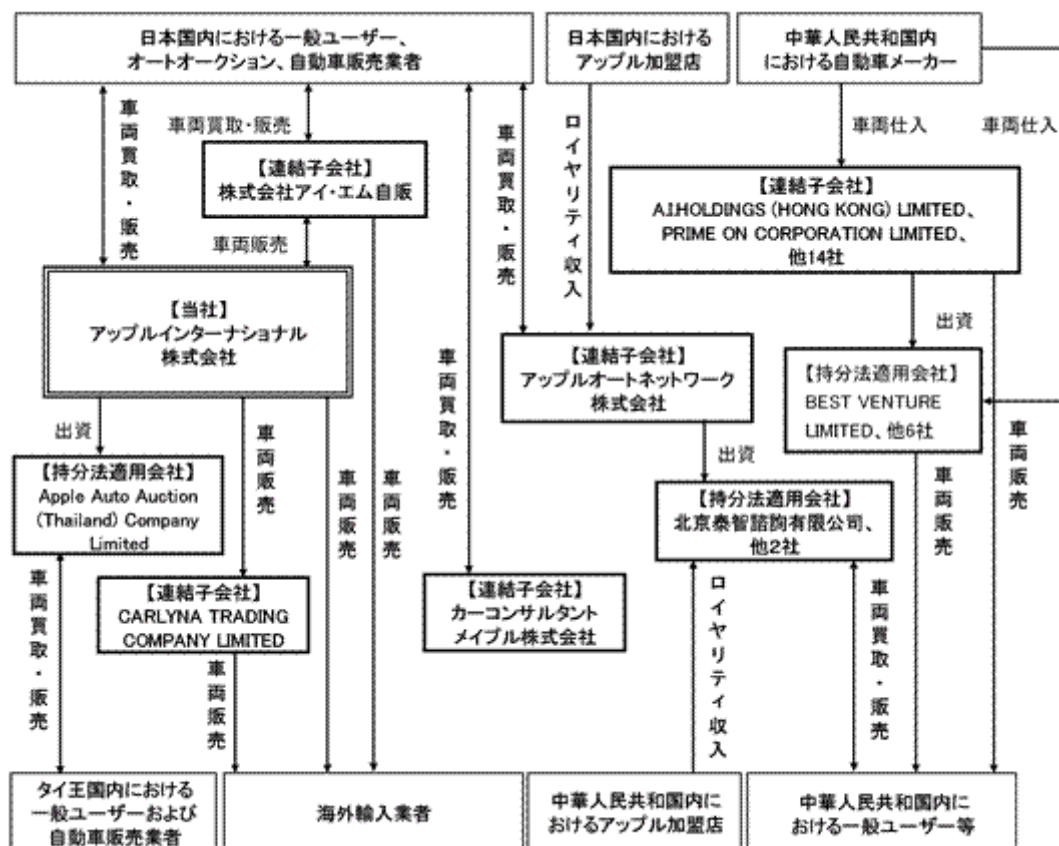 日本国内における一般ユーザー、
オートオークション、自動車販売業者
日本国内における
アップル加盟店
中華人民共和国内
における自動車メーカー
車両買取・販売
車両買取・販売
車両買取・販売
車両買取・販売
ロイヤリティ収入
車両仕入
車両仕入
【連結子会社】
株式会社アイ・エム自販
【連結子会社】
A.I.HOLDINGS (HONG KONG) LIMITED、
PRIME ON CORPORATION LIMITED、
他14社
車両販売
【当社】
アップルインターナショナル
株式会社
出資
【連結子会社】
アップルオートネットワーク
株式会社
【持分法適用会社】
BEST VENTURE
LIMITED、他6社
出資
車両販売
車両販売
車両販売
出資
車両販売
車両販売
【持分法適用会社】
Apple Auto Auction
(Thailand) Company
Limited
【持分法適用会社】
北京泰智諮詢有限公司、
他2社
車両買取・販売
【連結子会社】
CARLYNA TRADING
COMPANY LIMITED
【連結子会社】
カーコンサルタント
メイプル株式会社
車両販売
ロイヤリティ収入
車両買取・販売
タイ王国内における
一般ユーザーおよび
自動車販売業者
海外輸入業者
中華人民共和国内に
おけるアップル加盟店
中華人民共和国内に
おける一般ユーザー等